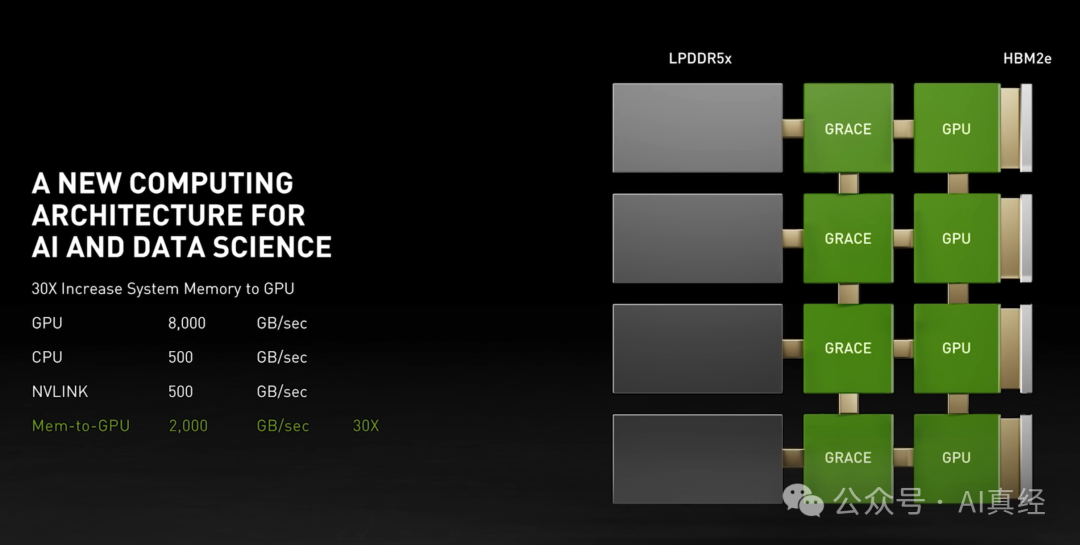 A NEW COMPUTING
ARCHITECTURE FOR
AI AND DATA SCIENCE
30X Increase System Memory to GPU
GPU 8,000 GB/sec
CPU 500 GB/sec
NVLINK 500 GB/sec
Mem-to-GPU 2,000 GB/sec 30X
LPDDR5x HBM2e
GRACE GPU
GRACE GPU
GRACE GPU
GRACE GPU
公众号 · AI真经